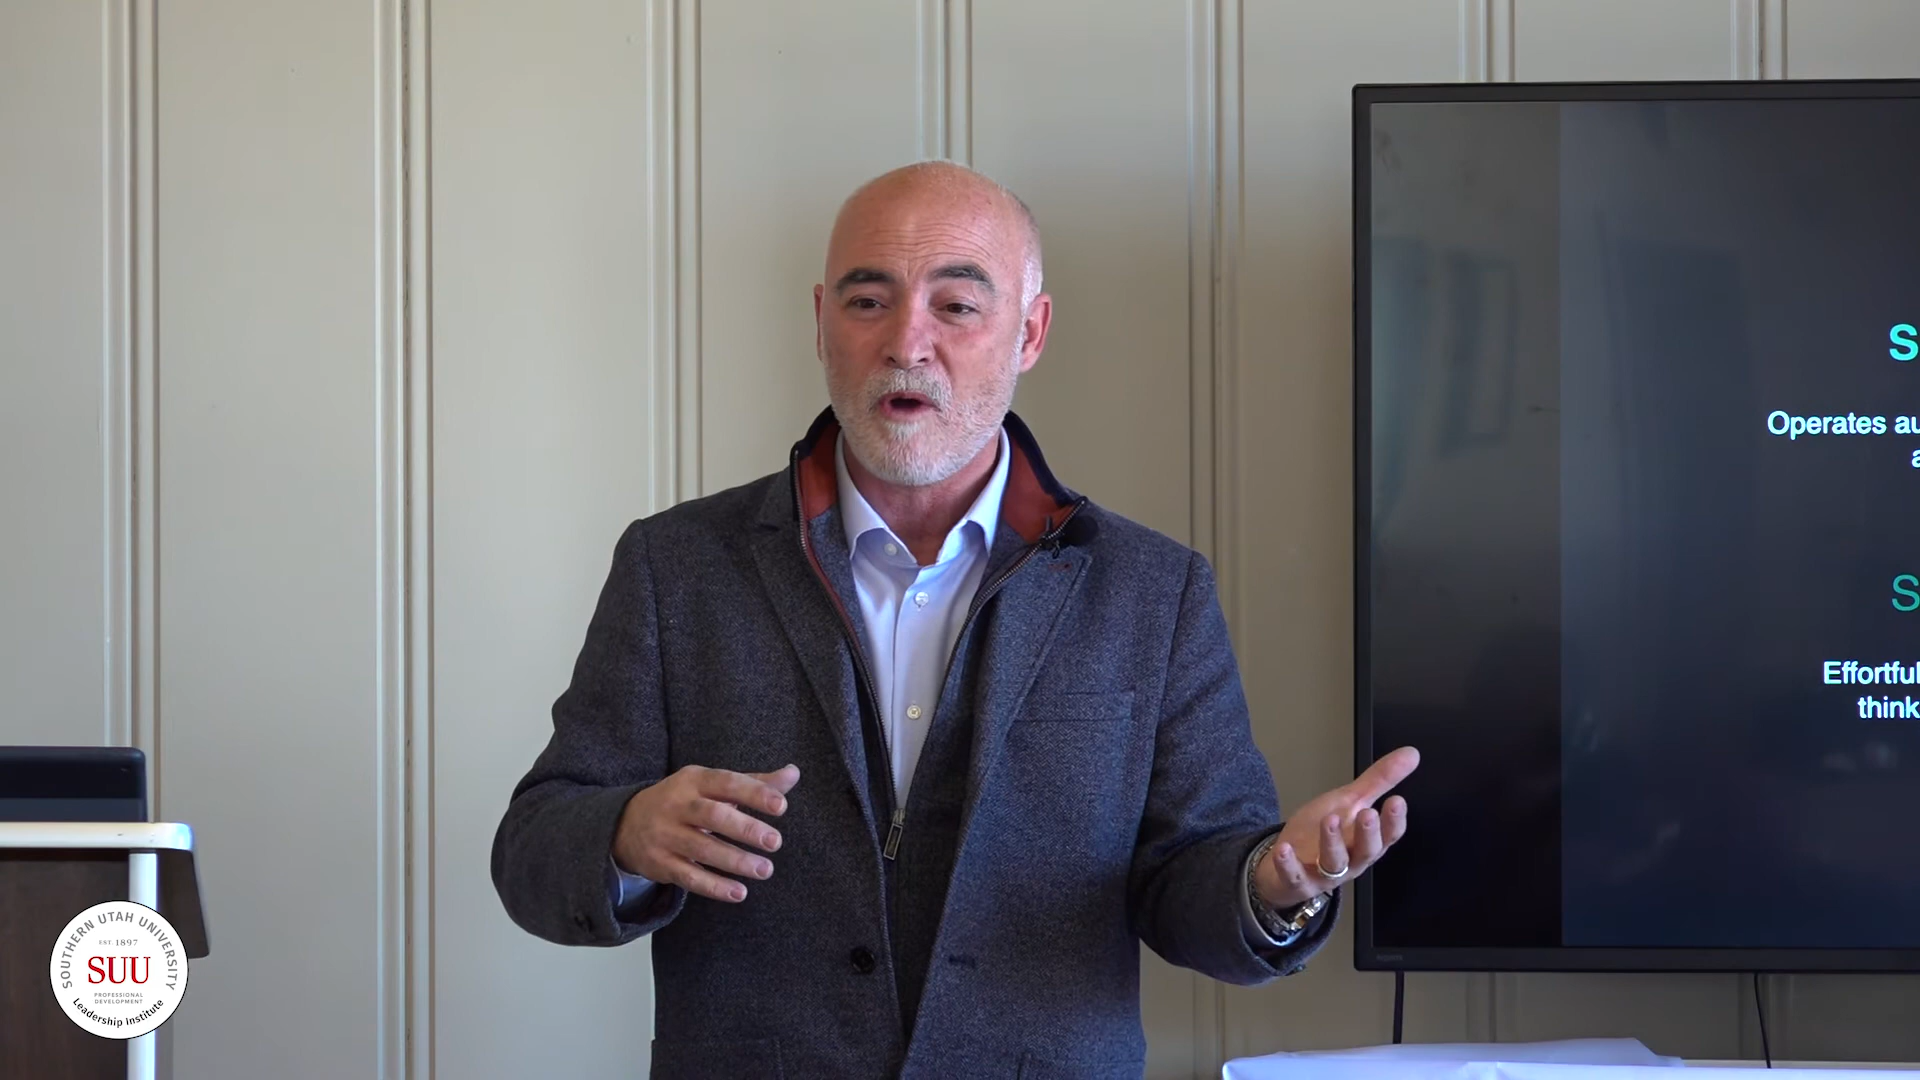 S
Operates au
a
S
Effortful
think
SOUTHERN UTAH UNIVERSITY
EST. 1897
SUU
PROFESSIONAL
DEVELOPMENT
Leadership Institute